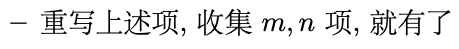 – 重写上述项, 收集 m, n 项, 就有了